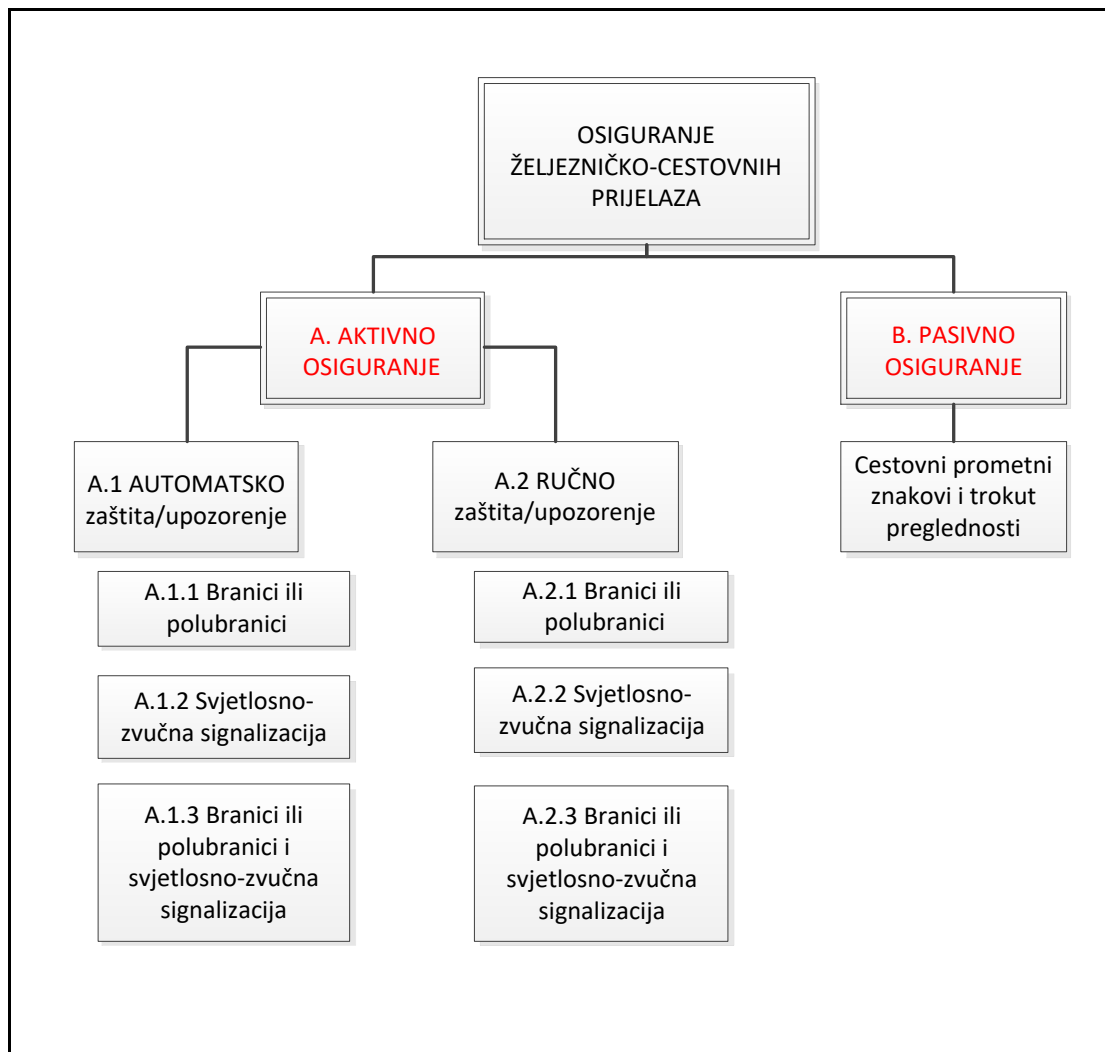 OSIGURANJE
ŽELJEZNIČKO-CESTOVNIH
PRIJELAZA
A. AKTIVNO
OSIGURANJE
B. PASIVNO
OSIGURANJE
A.1 AUTOMATSKO
zaštita/upozorenje
A.2 RUČNO
zaštita/upozorenje
Cestovni prometni
znakovi i trokut
preglednosti
A.1.1 Branici ili
polubranici
A.2.1 Branici ili
polubranici
A.1.2 Svjetlosno-
zvučna signalizacija
A.2.2 Svjetlosno-
zvučna signalizacija
A.1.3 Branici ili
polubranici i
svjetlosno-zvučna
signalizacija
A.2.3 Branici ili
polubranici i
svjetlosno-zvučna
signalizacija